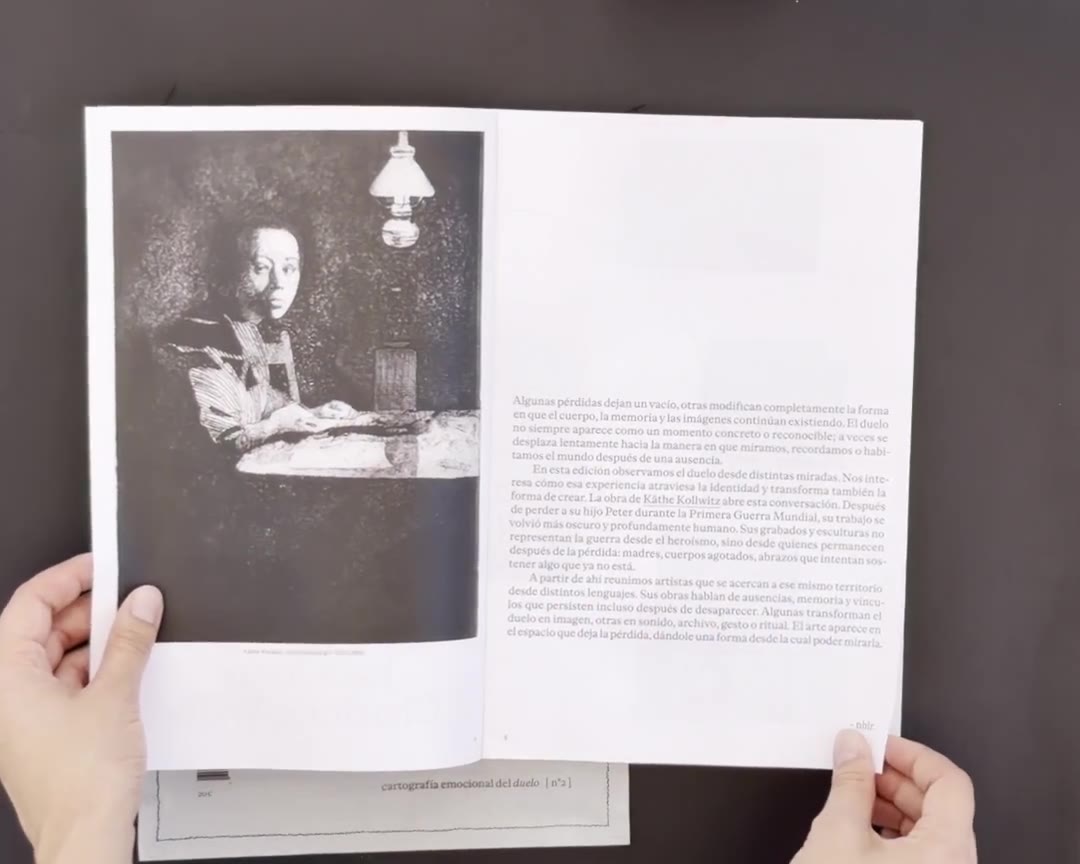 Algunas pérdidas dejan un vacío, otras modifican completamente la forma
en que el cuerpo, la memoria y las imágenes continúan existiendo. El duelo
no siempre aparece como un momento concreto o reconocible; a veces se
desplaza lentamente hacia la manera en que miramos, recordamos o habi-
tamos el mundo después de una ausencia.
En esta edición observamos el duelo desde distintas miradas. Nos inte-
resa cómo esa experiencia atraviesa la identidad y transforma también la
forma de crear. La obra de Käthe Kollwitz abre esta conversación. Después
de perder a su hijo Peter durante la Primera Guerra Mundial, su trabajo se
volvió más oscuro y profundamente humano. Sus grabados y esculturas no
representan la guerra desde el heroísmo, sino desde quienes permanecen
después de la pérdida: madres, cuerpos agotados, abrazos que intentan sos-
tener algo que ya no está.
A partir de ahí reunimos artistas que se acercan a ese mismo territorio
desde distintos lenguajes. Sus obras hablan de ausencias, memoria y víncu-
los que persisten incluso después de desaparecer. Algunas transforman el
duelo en imagen, otras en sonido, archivo, gesto o ritual. El arte aparece en
el espacio que deja la pérdida, dándole una forma desde la cual poder mirarla.
- nhlr
20 €
cartografía emocional del duelo [ nº2 ]